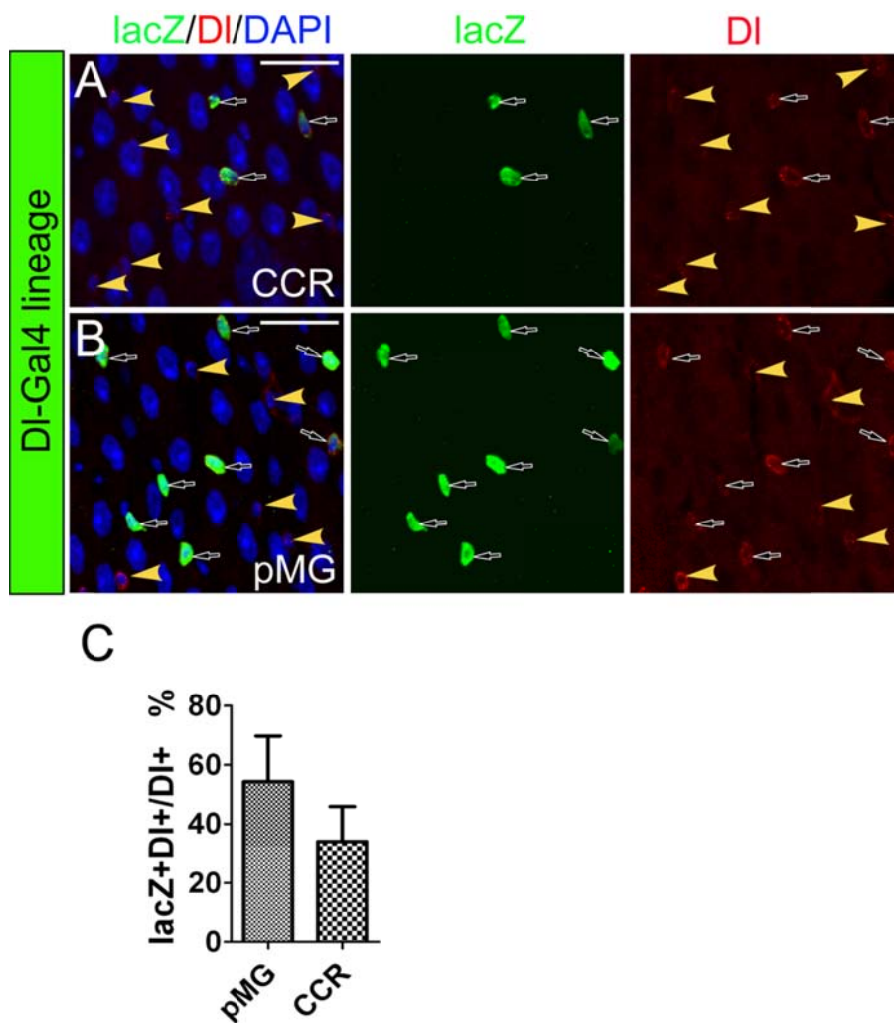 lacZ/Dl/DAPI
lacZ
Dl
Dl-Gal4 lineage
A
CCR
B
pMG
C
lacZ+Dl+/Dl+ %
80
60
40
20
0
pMG
CCR